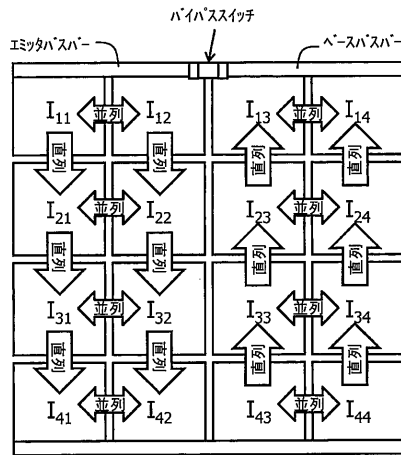 バイパススイッチ
エミッタバスバー ベースバスバー
I11 並列 I12 I13 並列 I14
直列 直列 直列 直列
I21 並列 I22 I23 並列 I24
直列 直列 直列 直列
I31 並列 I32 I33 並列 I34
直列 直列 直列 直列
I41 並列 I42 I43 並列 I44